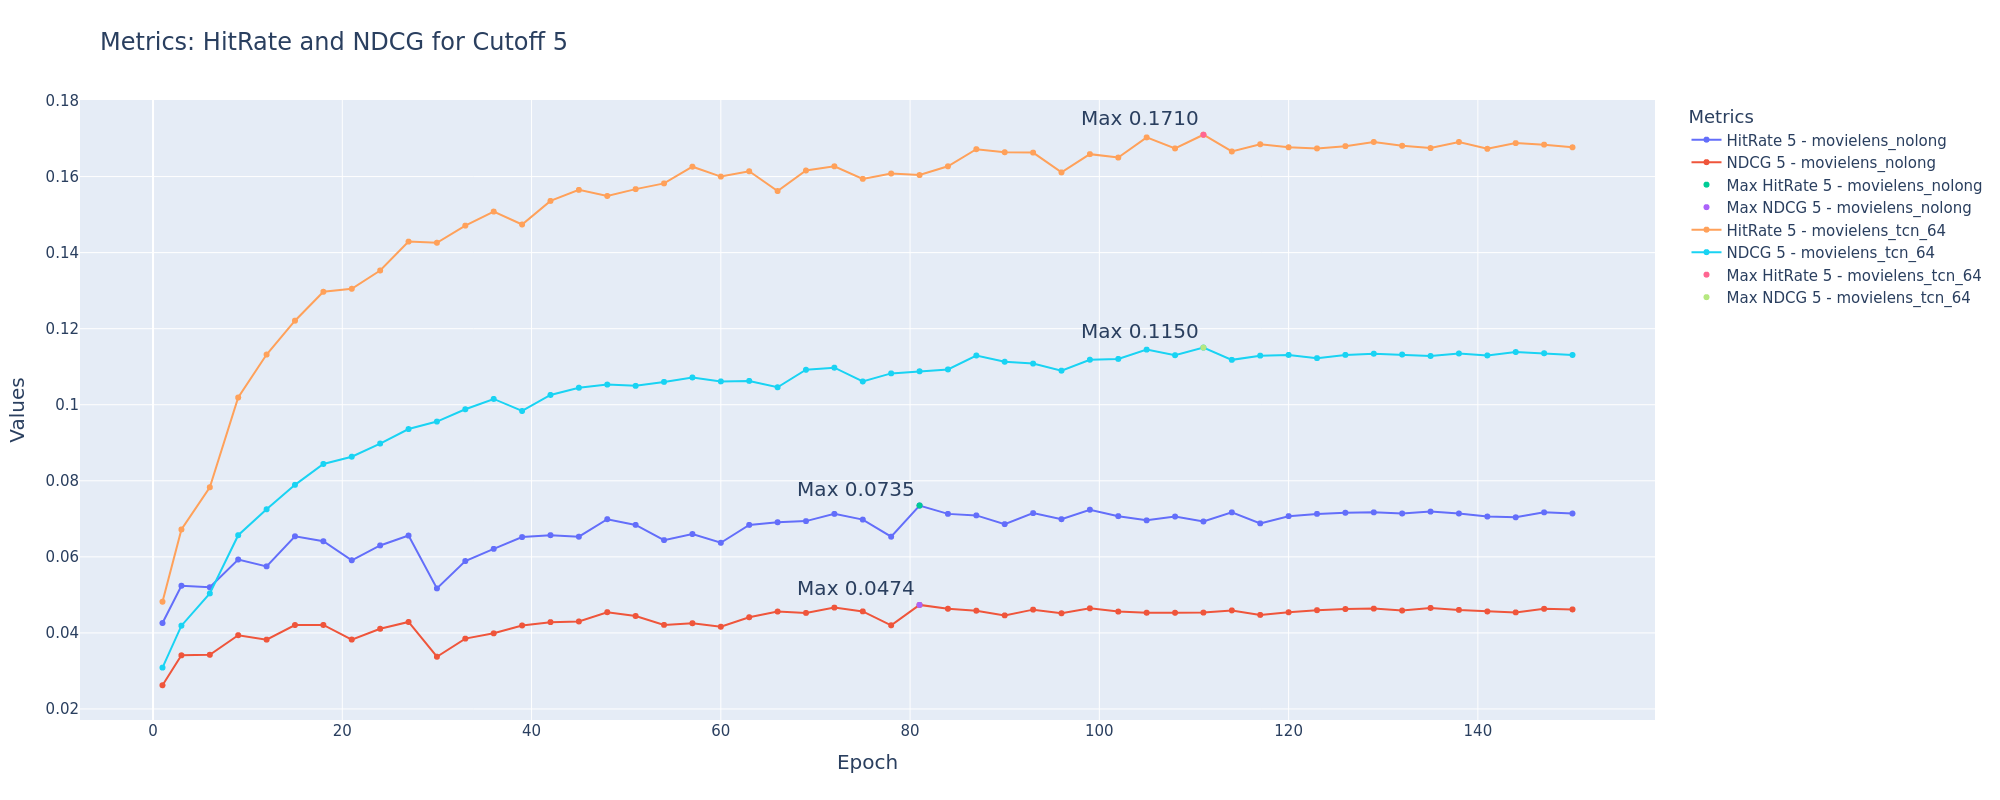 Metrics: HitRate and NDCG for Cutoff 5
Metrics
HitRate 5 - movielens_nolong
NDCG 5 - movielens_nolong
Max HitRate 5 - movielens_nolong
Max NDCG 5 - movielens_nolong
HitRate 5 - movielens_tcn_64
NDCG 5 - movielens_tcn_64
Max HitRate 5 - movielens_tcn_64
Max NDCG 5 - movielens_tcn_64
Values
0.18
0.16
0.14
0.12
0.1
0.08
0.06
0.04
0.02
Max 0.1710
Max 0.1150
Max 0.0735
Max 0.0474
0 20 40 60 80 100 120 140
Epoch